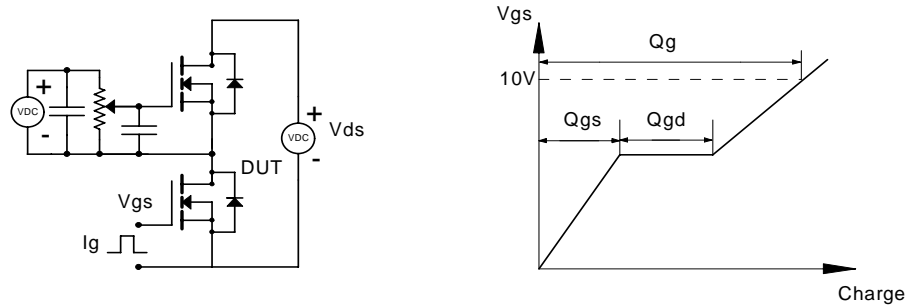 +
VDC
-
+
VDC
-
Vds
DUT
Vgs
Ig
Vgs
Qg
10V
Qgs
Qgd
Charge